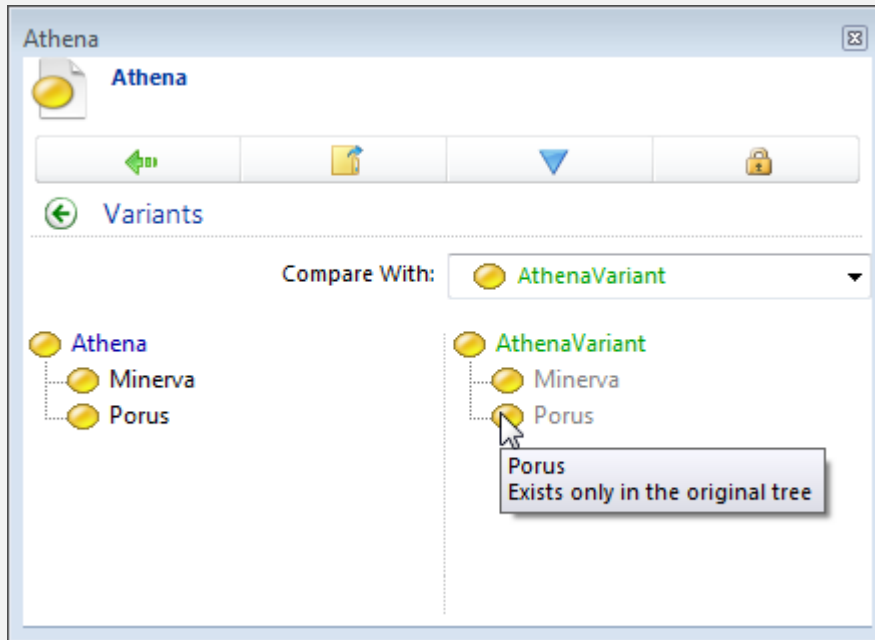 Athena
Athena
Variants
Compare With: AthenaVariant
Athena
Minerva
Porus
AthenaVariant
Minerva
Porus
Porus
Exists only in the original tree